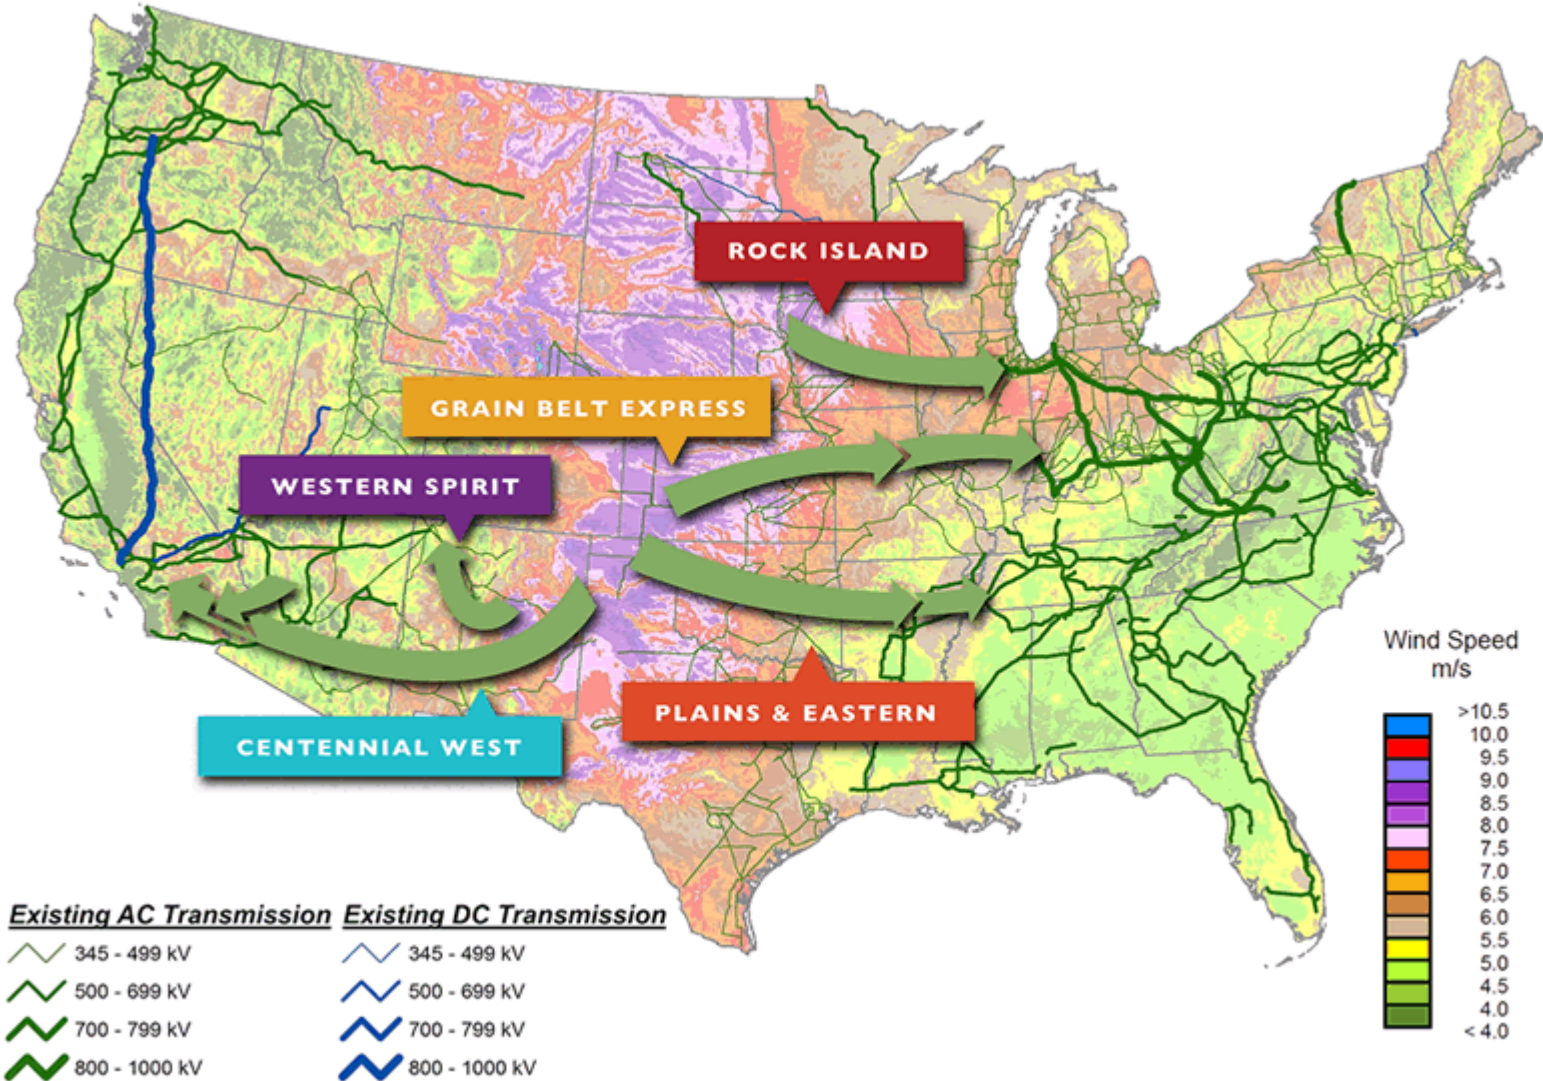 ROCK ISLAND
GRAIN BELT EXPRESS
WESTERN SPIRIT
PLAINS & EASTERN
CENTENNIAL WEST
Wind Speed
m/s
>10.5
10.0
9.5
9.0
8.5
8.0
7.5
7.0
6.5
6.0
5.5
5.0
4.5
4.0
< 4.0
Existing AC Transmission
345 - 499 kV
500 - 699 kV
700 - 799 kV
800 - 1000 kV
Existing DC Transmission
345 - 499 kV
500 - 699 kV
700 - 799 kV
800 - 1000 kV